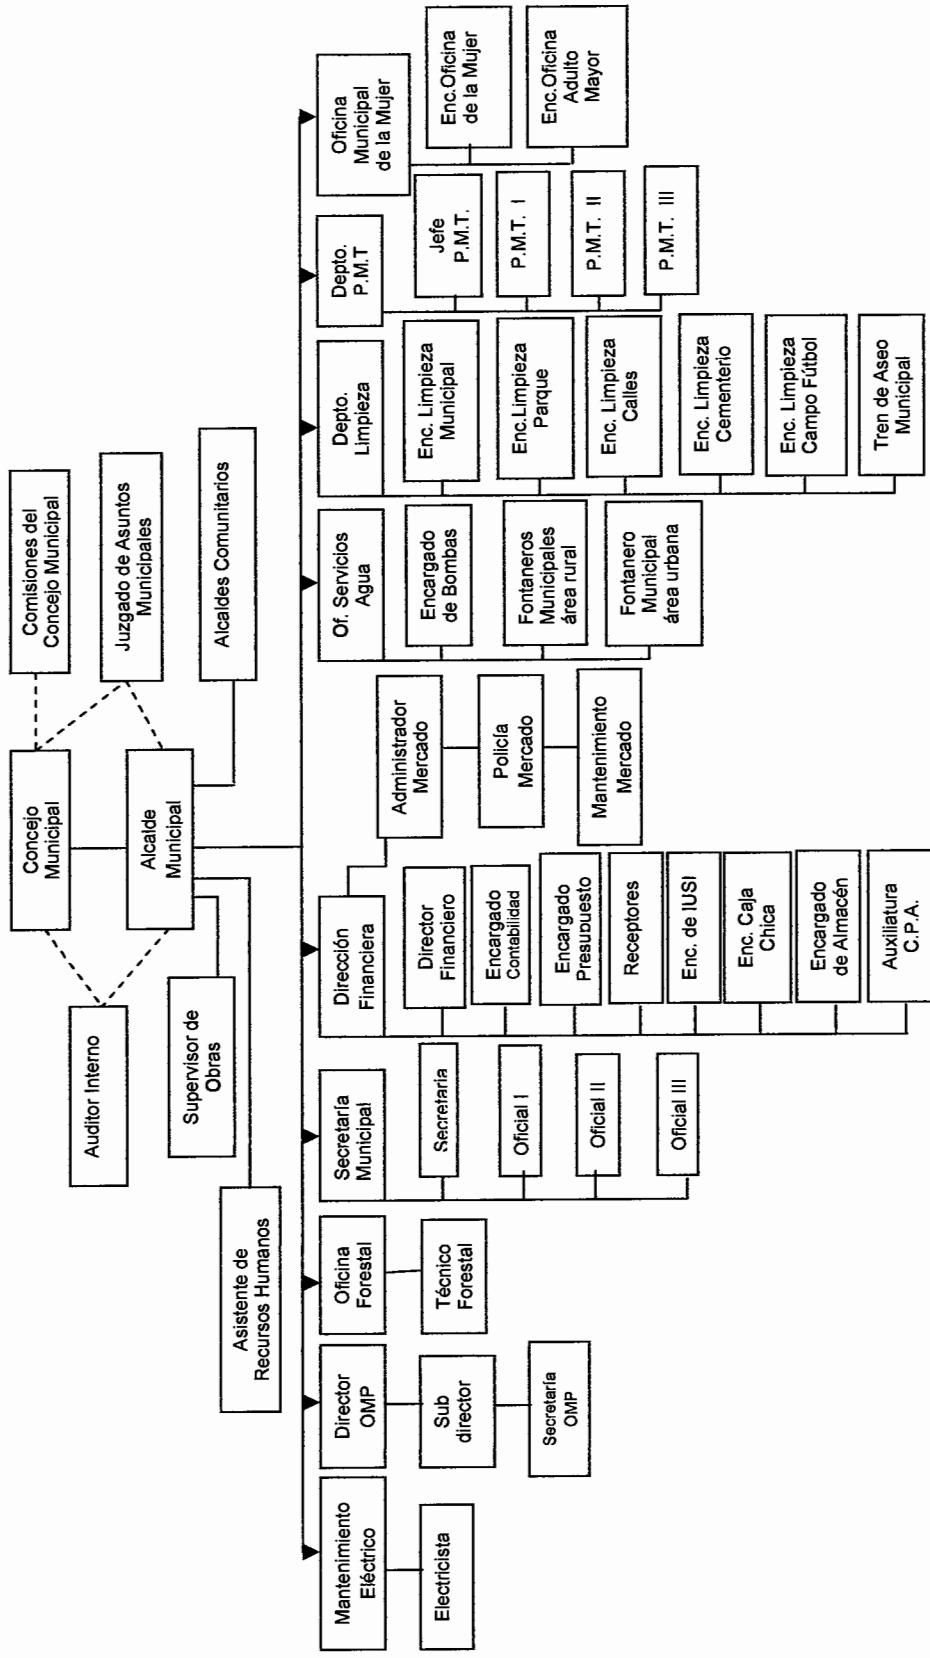 Concejo
Municipal
Comisiones del
Concejo Municipal
Auditor Interno
Juzgado de Asuntos
Municipales
Alcalde
Municipal
Supervisor de
Obras
Alcaldes Comunitarios
Asistente de
Recursos Humanos
Mantenimiento
Eléctrico
Electricista
Director
OMP
Sub
director
Secretaría
OMP
Oficina
Forestal
Técnico
Forestal
Secretaría
Municipal
Secretaria
Oficial I
Oficial II
Oficial III
Dirección
Financiera
Director
Financiero
Encargado
Contabilidad
Encargado
Presupuesto
Receptores
Enc. de IUSI
Enc. Caja
Chica
Encargado
de Almacén
Auxiliatura
C.P.A.
Administrador
Mercado
Policía
Mercado
Mantenimiento
Mercado
Of. Servicios
Agua
Encargado
de Bombas
Fontaneros
Municipales
área rural
Fontanero
Municipal
área urbana
Depto.
Limpieza
Enc. Limpieza
Municipal
Enc.Limpieza
Parque
Enc. Limpieza
Calles
Enc. Limpieza
Cementerio
Enc. Limpieza
Campo Fútbol
Tren de Aseo
Municipal
Depto.
P.M.T
Jefe
P.M.T.
P.M.T. I
P.M.T. II
P.M.T. III
Oficina
Municipal
de la Mujer
Enc.Oficina
de la Mujer
Enc.Oficina
Adulto
Mayor